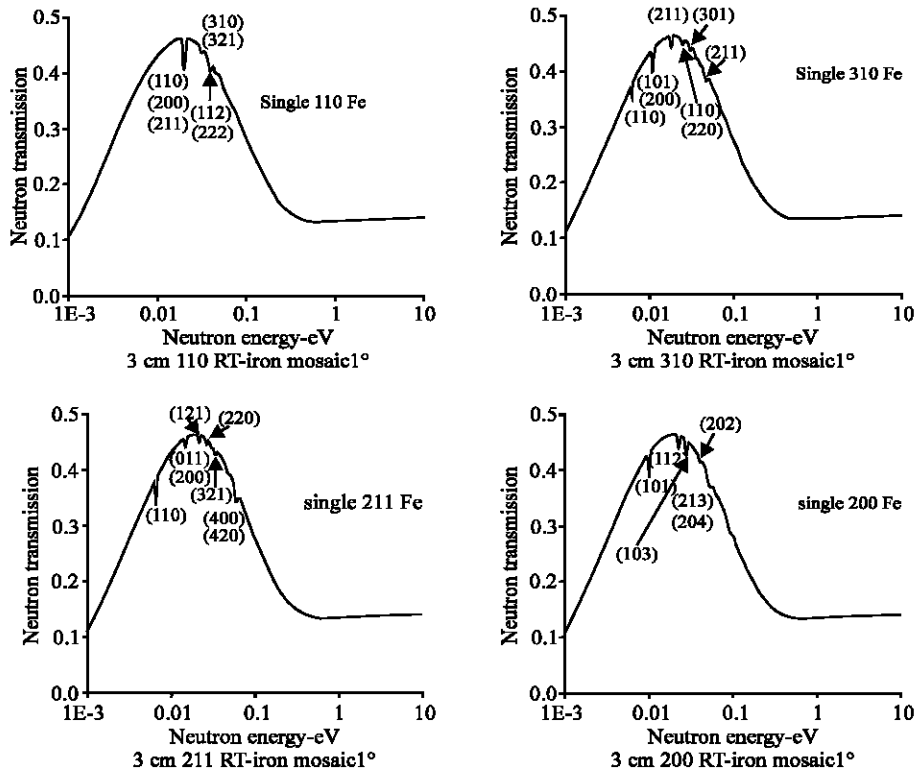 0.5
0.4
0.3
0.2
0.1
0.0
Neutron transmission
(310)
(321)
(110)
(200)
(211)
(112)
(222)
Single 110 Fe
1E-3 0.01 0.1 1 10
Neutron energy-eV
3 cm 110 RT-iron mosaic1°
0.5
0.4
0.3
0.2
0.1
0.0
Neutron transmission
(211) (301)
(211)
(101)
(200)
(110)
(110)
(220)
Single 310 Fe
1E-3 0.01 0.1 1 10
Neutron energy-eV
3 cm 310 RT-iron mosaic1°
0.5
0.4
0.3
0.2
0.1
0.0
Neutron transmission
(121)
(220)
(011)
(200)
(321)
(110)
(400)
(420)
single 211 Fe
1E-3 0.01 0.1 1 10
Neutron energy-eV
3 cm 211 RT-iron mosaic1°
0.5
0.4
0.3
0.2
0.1
0.0
Neutron transmission
(202)
(112)
(101)
(213)
(204)
(103)
single 200 Fe
1E-3 0.01 0.1 1 10
Neutron energy-eV
3 cm 200 RT-iron mosaic1°